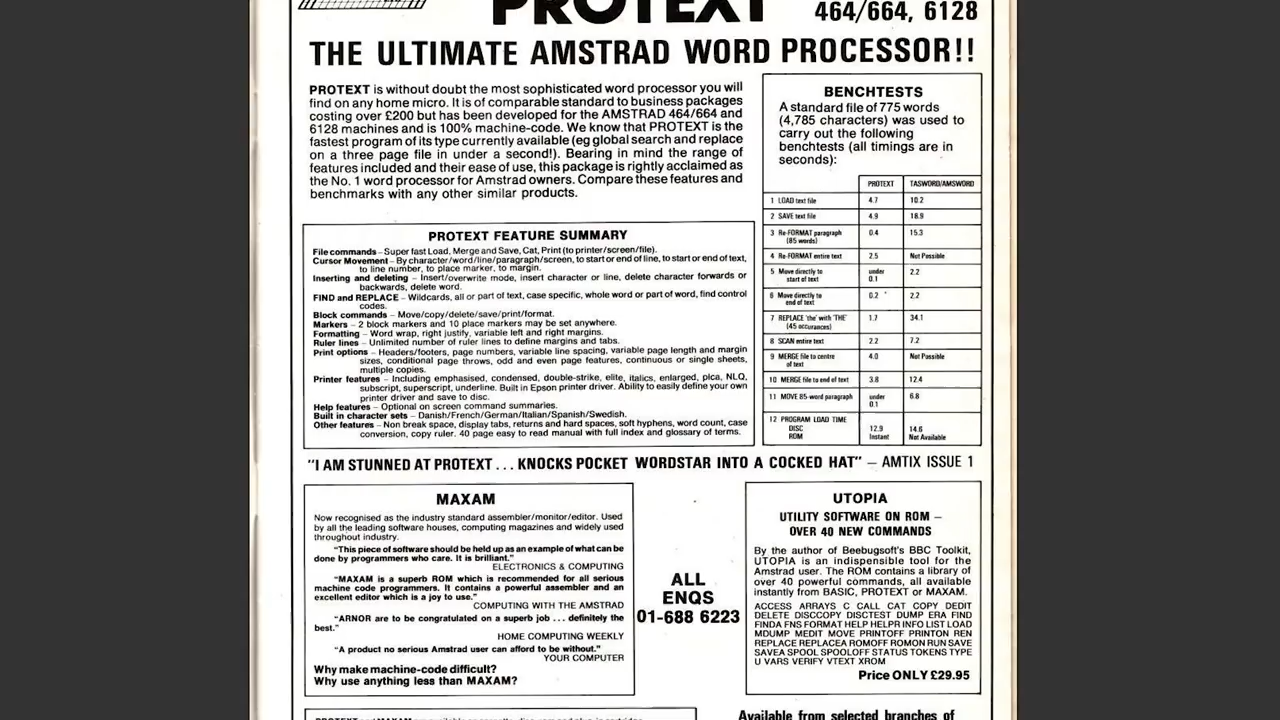 PROTEXT
464/664, 6128
THE ULTIMATE AMSTRAD WORD PROCESSOR!!
PROTEXT is without doubt the most sophisticated word processor you will
find on any home micro. It is of comparable standard to business packages
costing over £200 but has been developed for the AMSTRAD 464/664 and
6128 machines and is 100% machine-code. We know that PROTEXT is the
fastest program of its type currently available (eg global search and replace
on a three page file in under a second!). Bearing in mind the range of
features included and their ease of use, this package is rightly acclaimed as
the No. 1 word processor for Amstrad owners. Compare these features and
benchmarks with any other similar products.
PROTEXT FEATURE SUMMARY
File commands – Super fast Load, Merge and Save, Cat, Print (to printer/screen/file).
Cursor Movement – By character/word/line/paragraph/screen, to start or end of line, to start or end of text,
to line number, to place marker, to margin.
Inserting and deleting – Insert/overwrite mode, insert character or line, delete character forwards or
backwards, delete word.
FIND and REPLACE – Wildcards, all or part of text, case specific, whole word or part of word, find control
codes.
Block commands – Move/copy/delete/save/print/format.
Markers – 2 block markers and 10 place markers may be set anywhere.
Formatting – Word wrap, right justify, variable left and right margins.
Ruler lines – Unlimited number of ruler lines to define margins and tabs.
Print options – Headers/footers, page numbers, variable line spacing, variable page length and margin
sizes, conditional page throws, odd and even page features, continuous or single sheets,
multiple copies.
Printer features – Including emphasised, condensed, double-strike, elite, italics, enlarged, pica, NLQ,
subscript, superscript, underline. Built in Epson printer driver. Ability to easily define your own
printer driver and save to disc.
Help features – Optional on screen command summaries.
Built in character sets – Danish/French/German/Italian/Spanish/Swedish.
Other features – Non break space, display tabs, returns and hard spaces, soft hyphens, word count, case
conversion, copy ruler. 40 page easy to read manual with full index and glossary of terms.
BENCHTESTS
A standard file of 775 words
(4,785 characters) was used to
carry out the following
benchtests (all timings are in
seconds):
PROTEXT TASWORD/AMSWORD
1 LOAD text file 4.7 10.2
2 SAVE text file 4.9 18.9
3 Re-FORMAT paragraph 0.4 15.3
(85 words)
4 Re-FORMAT entire text 2.5 Not Possible
5 Move directly to under 2.2
start of text 0.1
6 Move directly to 0.2 2.2
end of text
7 REPLACE 'the' with 'THE' 1.7 34.1
(45 occurances)
8 SCAN entire text 2.2 7.2
9 MERGE file to centre 4.0 Not Possible
of text
10 MERGE file to end of text 3.8 12.4
11 MOVE 85-word paragraph under 6.8
0.1
12 PROGRAM LOAD TIME
DISC 12.9 14.6
ROM Instant Not Available
"I AM STUNNED AT PROTEXT . . . KNOCKS POCKET WORDSTAR INTO A COCKED HAT" – AMTIX ISSUE 1
MAXAM
Now recognised as the industry standard assembler/monitor/editor. Used
by all the leading software houses, computing magazines and widely used
throughout industry.
"This piece of software should be held up as an example of what can be
done by programmers who care. It is brilliant."
ELECTRONICS & COMPUTING
"MAXAM is a superb ROM which is recommended for all serious
machine code programmers. It contains a powerful assembler and an
excellent editor which is a joy to use."
COMPUTING WITH THE AMSTRAD
"ARNOR are to be congratulated on a superb job . . . definitely the
best."
HOME COMPUTING WEEKLY
"A product no serious Amstrad user can afford to be without."
YOUR COMPUTER
Why make machine-code difficult?
Why use anything less than MAXAM?
ALL
ENQS
01-688 6223
UTOPIA
UTILITY SOFTWARE ON ROM –
OVER 40 NEW COMMANDS
By the author of Beebugsoft's BBC Toolkit,
UTOPIA is an indispensible tool for the
Amstrad user. The ROM contains a library of
over 40 powerful commands, all available
instantly from BASIC, PROTEXT or MAXAM.
ACCESS ARRAYS C CALL CAT COPY DEDIT
DELETE DISCCOPY DISCTEST DUMP ERA FIND
FINDA FNS FORMAT HELP HELPR INFO LIST LOAD
MDUMP MEDIT MOVE PRINTOFF PRINTON REN
REPLACE REPLACEA ROMOFF ROMON RUN SAVE
SAVEA SPOOL SPOOLOFF STATUS TOKENS TYPE
U VARS VERIFY VTEXT XROM
Price ONLY £29.95
Available from selected branches of